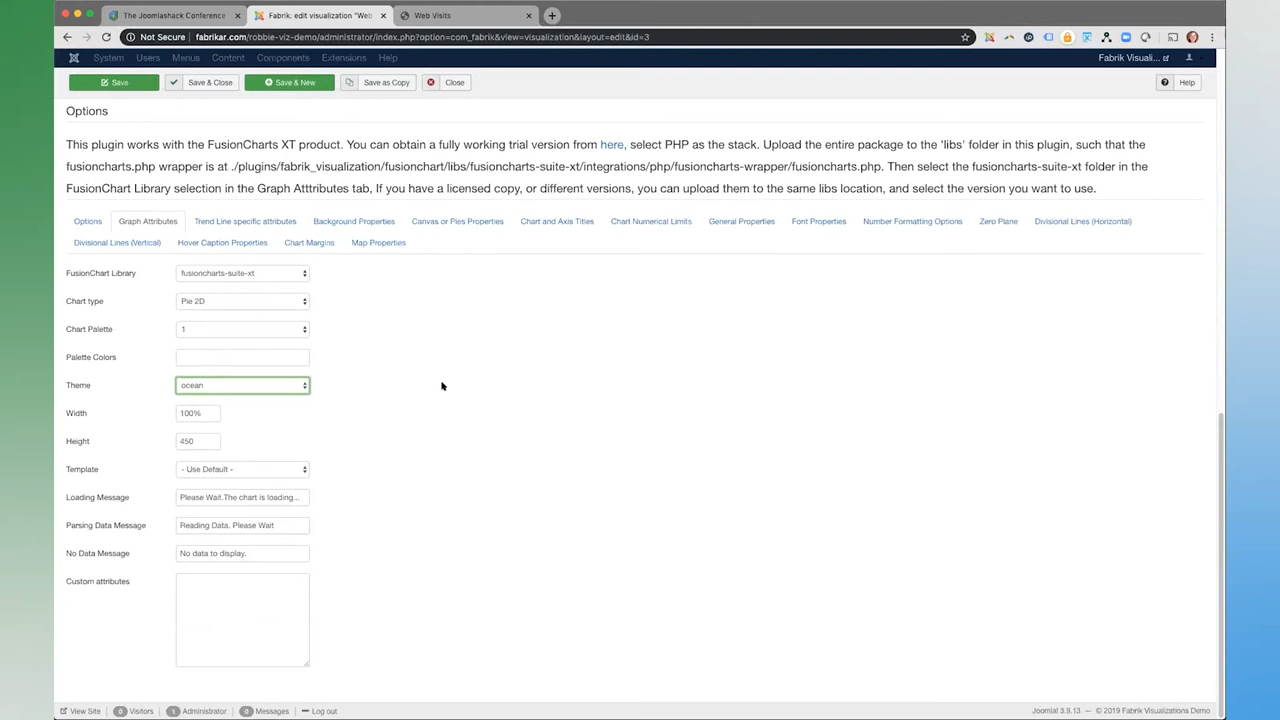 The Joomlashack Conference
Fabrik: edit visualization "Web
Web Visits
Not Secure
fabrikar.com/robbie-viz-demo/administrator/index.php?option=com_fabrik&view=visualization&layout=edit&id=3
System
Users
Menus
Content
Components
Extensions
Help
Fabrik Visuali...
Save
Save & Close
Save & New
Save as Copy
Close
Help
Options
This plugin works with the FusionCharts XT product. You can obtain a fully working trial version from here, select PHP as the stack. Upload the entire package to the 'libs' folder in this plugin, such that the
fusioncharts.php wrapper is at ./plugins/fabrik_visualization/fusionchart/libs/fusioncharts-suite-xt/integrations/php/fusioncharts-wrapper/fusioncharts.php. Then select the fusioncharts-suite-xt folder in the
FusionChart Library selection in the Graph Atttributes tab, If you have a licensed copy, or different versions, you can upload them to the same libs location, and select the version you want to use.
Options
Graph Attributes
Trend Line specific attributes
Background Properties
Canvas or Pies Properties
Chart and Axis Titles
Chart Numerical Limits
General Properties
Font Properties
Number Formatting Options
Zero Plane
Divisional Lines (Horizontal)
Divisional Lines (Vertical)
Hover Caption Properties
Chart Margins
Map Properties
FusionChart Library
fusioncharts-suite-xt
Chart type
Pie 2D
Chart Palette
1
Palette Colors
Theme
ocean
Width
100%
Height
450
Template
- Use Default -
Loading Message
Please Wait.The chart is loading...
Parsing Data Message
Reading Data. Please Wait
No Data Message
No data to display.
Custom attributes
View Site
0 Visitors
1 Administrator
0 Messages
Log out
Joomla! 3.9.13 — © 2019 Fabrik Visualizations Demo